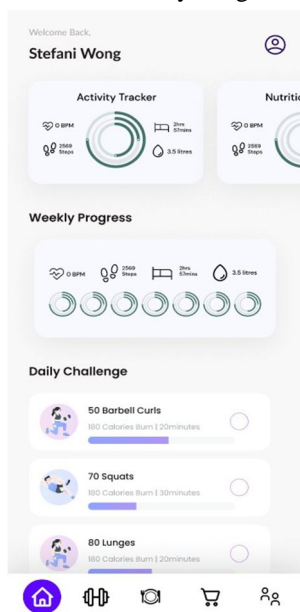 Welcome Back,
Stefani Wong
Activity Tracker
0 BPM
2hrs
57mins
2569
Steps
3.5 litres
Nutriti
0 BPM
2569
Steps
Weekly Progress
0 BPM
2569
Steps
2hrs
57mins
3.5 litres
Daily Challenge
50 Barbell Curls
180 Calories Burn | 20minutes
70 Squats
180 Calories Burn | 30minutes
80 Lunges
180 Calories Burn | 20minutes